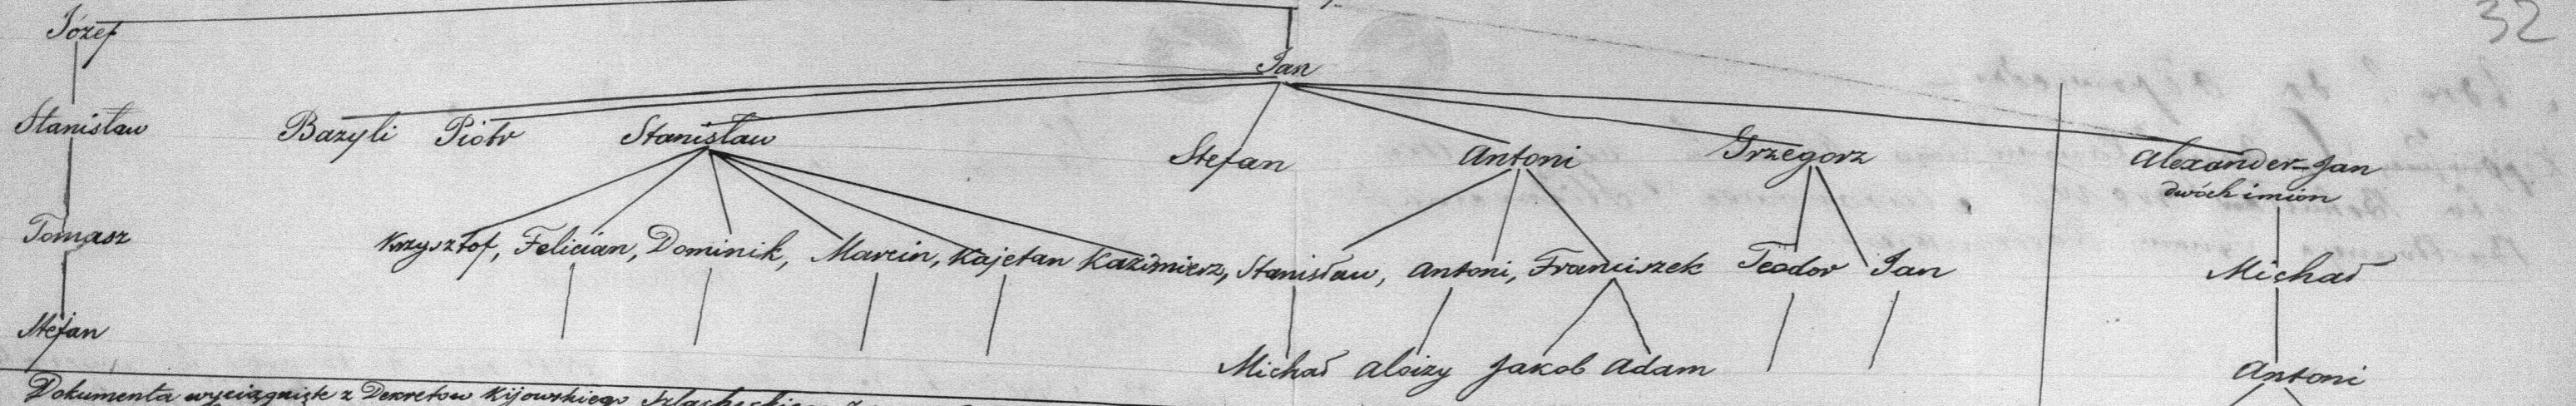 32
Józef
Jan
Stanisław Bazyli Piotr Stanisław Stefan Antoni Grzegorz Alexander-Jan
dwóch imion
Tomasz Krzysztof, Felician, Dominik, Marcin, Kajetan Kazimierz, Stanisław, Antoni, Franciszek Teodor Jan Michał
Stefan Michał Aloizy Jakob Adam Antoni
Dokumenta wyciągnięte z Dekretow Kijowskiego